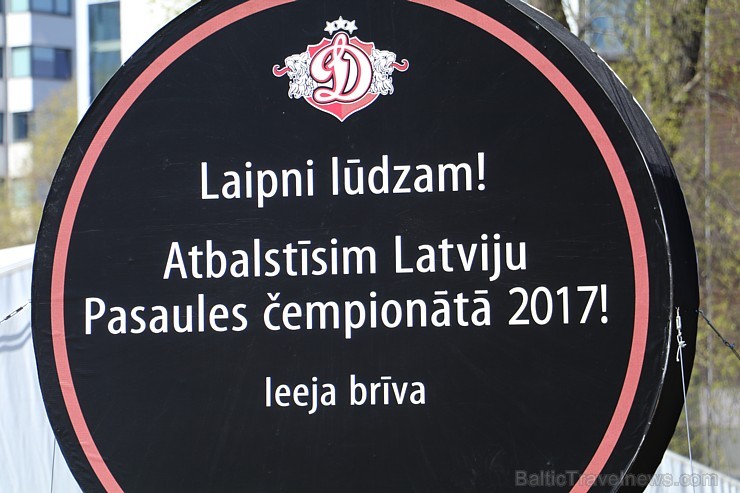 D
Laipni lūdzam!
Atbalstīsim Latviju
Pasaules čempionātā 2017!
Ieeja brīva
BalticTravelnews.com